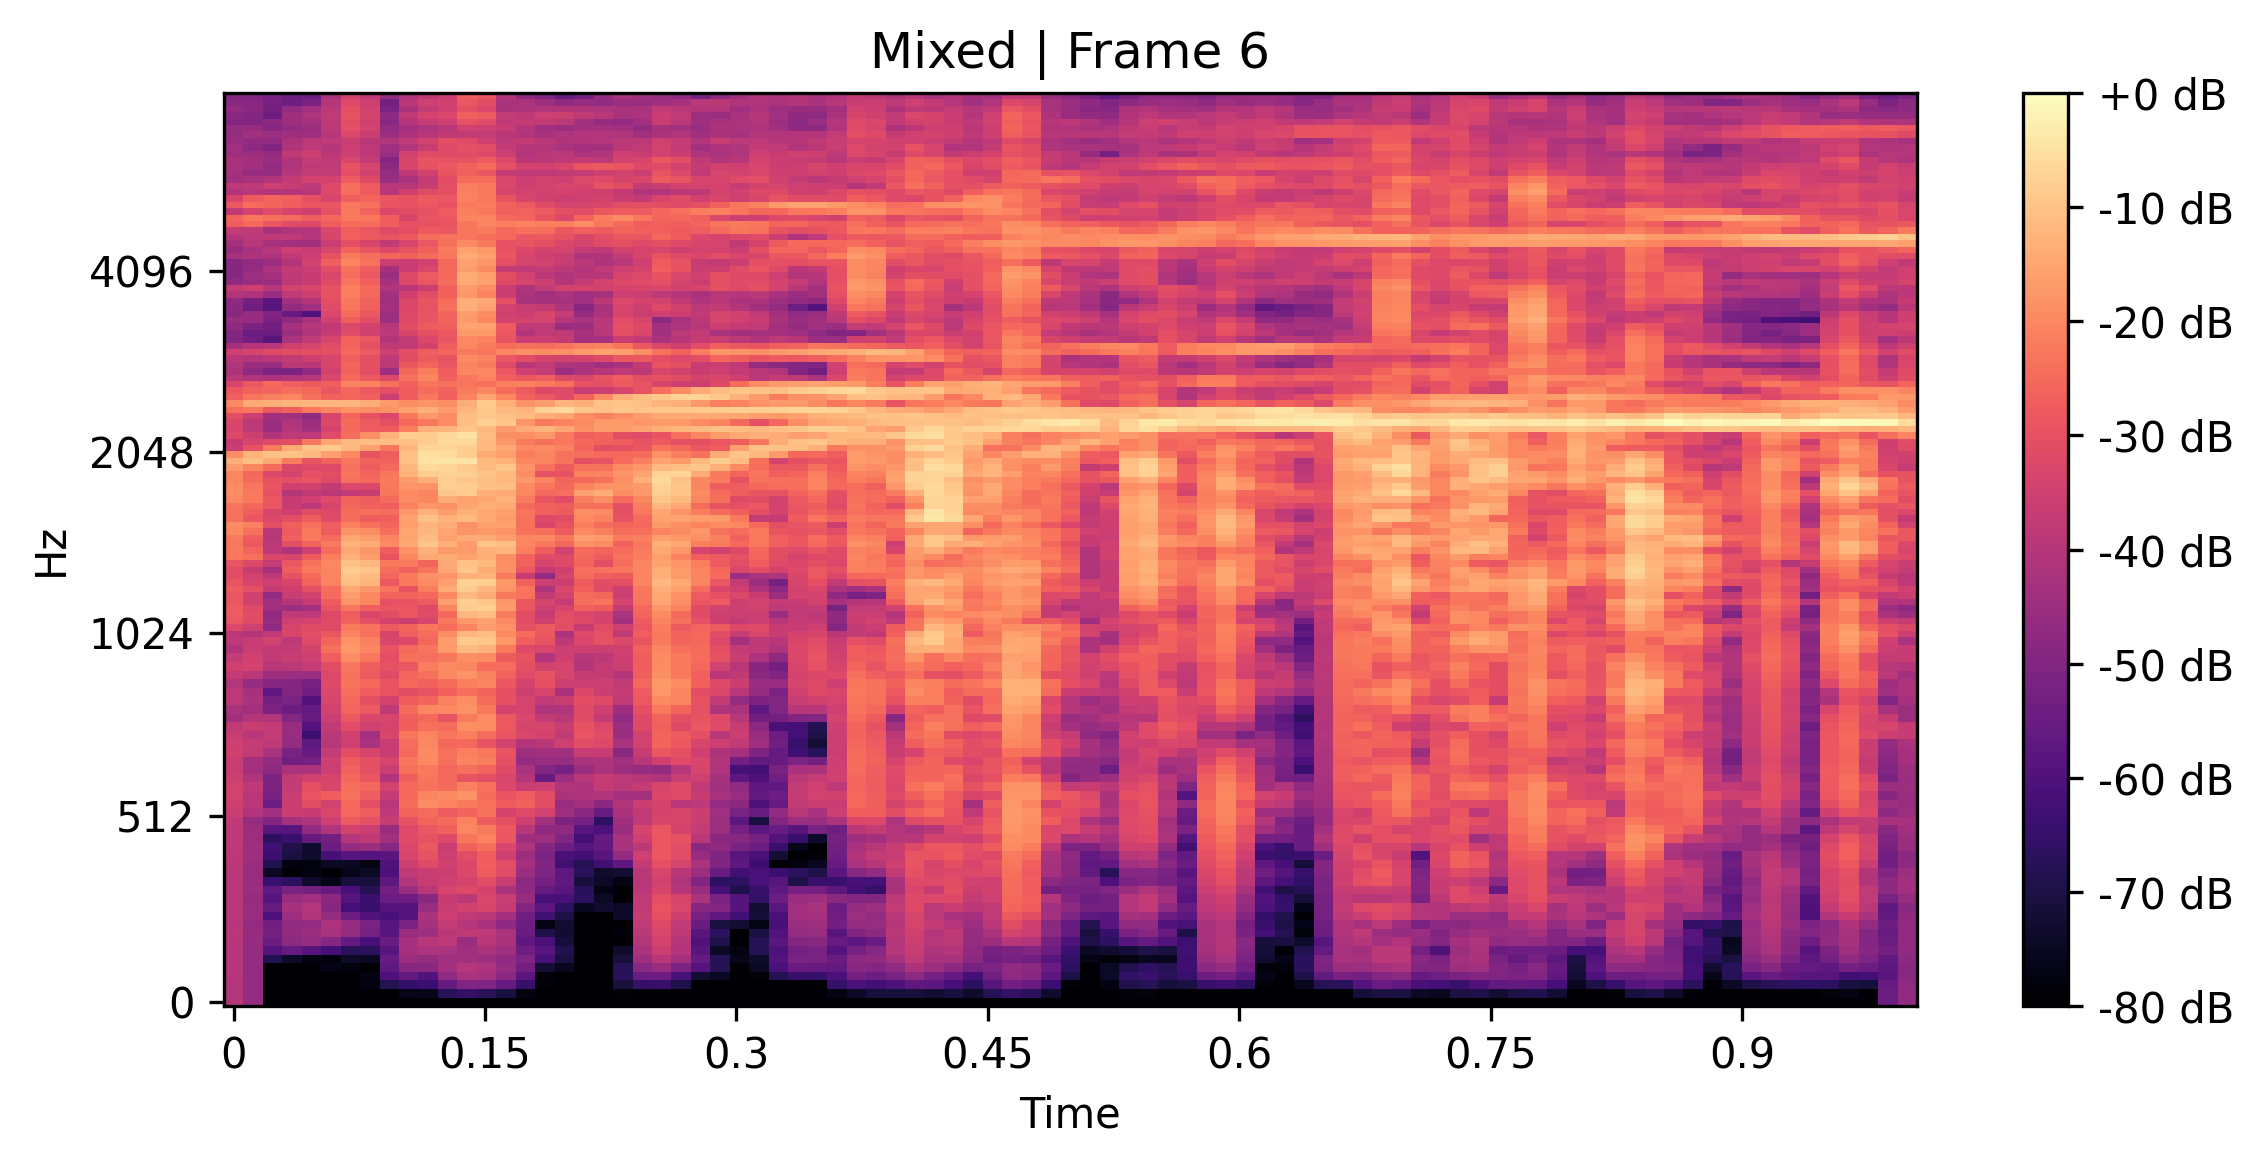 Mixed | Frame 6
+0 dB
-10 dB
-20 dB
-30 dB
-40 dB
-50 dB
-60 dB
-70 dB
-80 dB
4096
2048
1024
512
0
Hz
0 0.15 0.3 0.45 0.6 0.75 0.9
Time